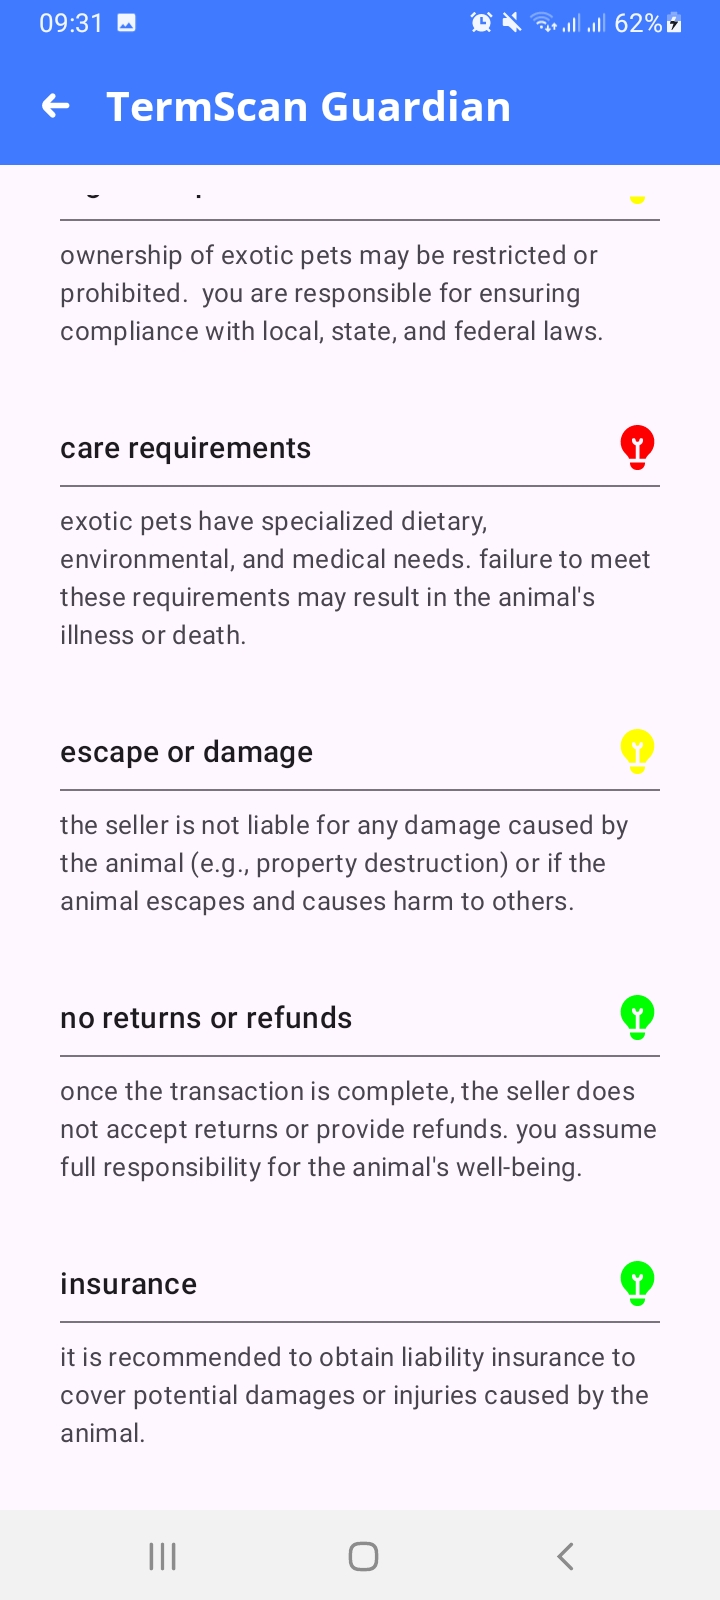 09:31
62%
TermScan Guardian
ownership of exotic pets may be restricted or
prohibited.  you are responsible for ensuring
compliance with local, state, and federal laws.
care requirements
exotic pets have specialized dietary,
environmental, and medical needs. failure to meet
these requirements may result in the animal's
illness or death.
escape or damage
the seller is not liable for any damage caused by
the animal (e.g., property destruction) or if the
animal escapes and causes harm to others.
no returns or refunds
once the transaction is complete, the seller does
not accept returns or provide refunds. you assume
full responsibility for the animal's well-being.
insurance
it is recommended to obtain liability insurance to
cover potential damages or injuries caused by the
animal.